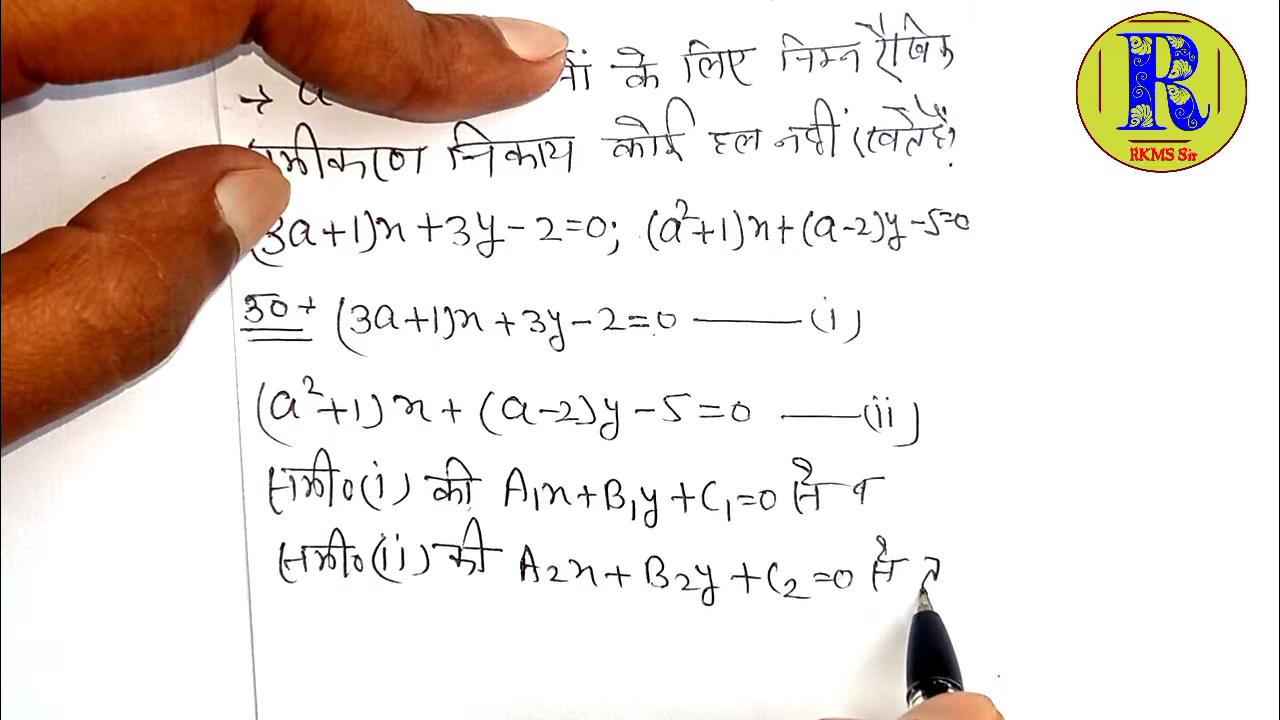 → a के लिए निम्न रैखिक
समीकरण निकाय कोई हल नहीं रखते है?
(3a+1)x+3y-2=0; (a²+1)x+(a-2)y-5=0
उ०→ (3a+1)x+3y-2=0 —(i)
(a²+1)x+(a-2)y-5=0 —(ii)
समी०(i) की A₁x+B₁y+C₁=0 से व
समी०(ii) की A₂x+B₂y+C₂=0 से
R
RKMS Sir